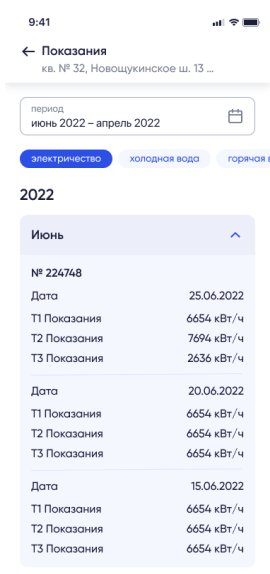 9:41
Показания
кв. № 32, Новощукинское ш. 13 ...
период
июнь 2022 – апрель 2022
электричество холодная вода горячая в
2022
Июнь
№ 224748
Дата 25.06.2022
Т1 Показания 6654 кВт/ч
Т2 Показания 7694 кВт/ч
Т3 Показания 2636 кВт/ч
Дата 20.06.2022
Т1 Показания 6654 кВт/ч
Т2 Показания 6654 кВт/ч
Т3 Показания 6654 кВт/ч
Дата 15.06.2022
Т1 Показания 6654 кВт/ч
Т2 Показания 6654 кВт/ч
Т3 Показания 6654 кВт/ч